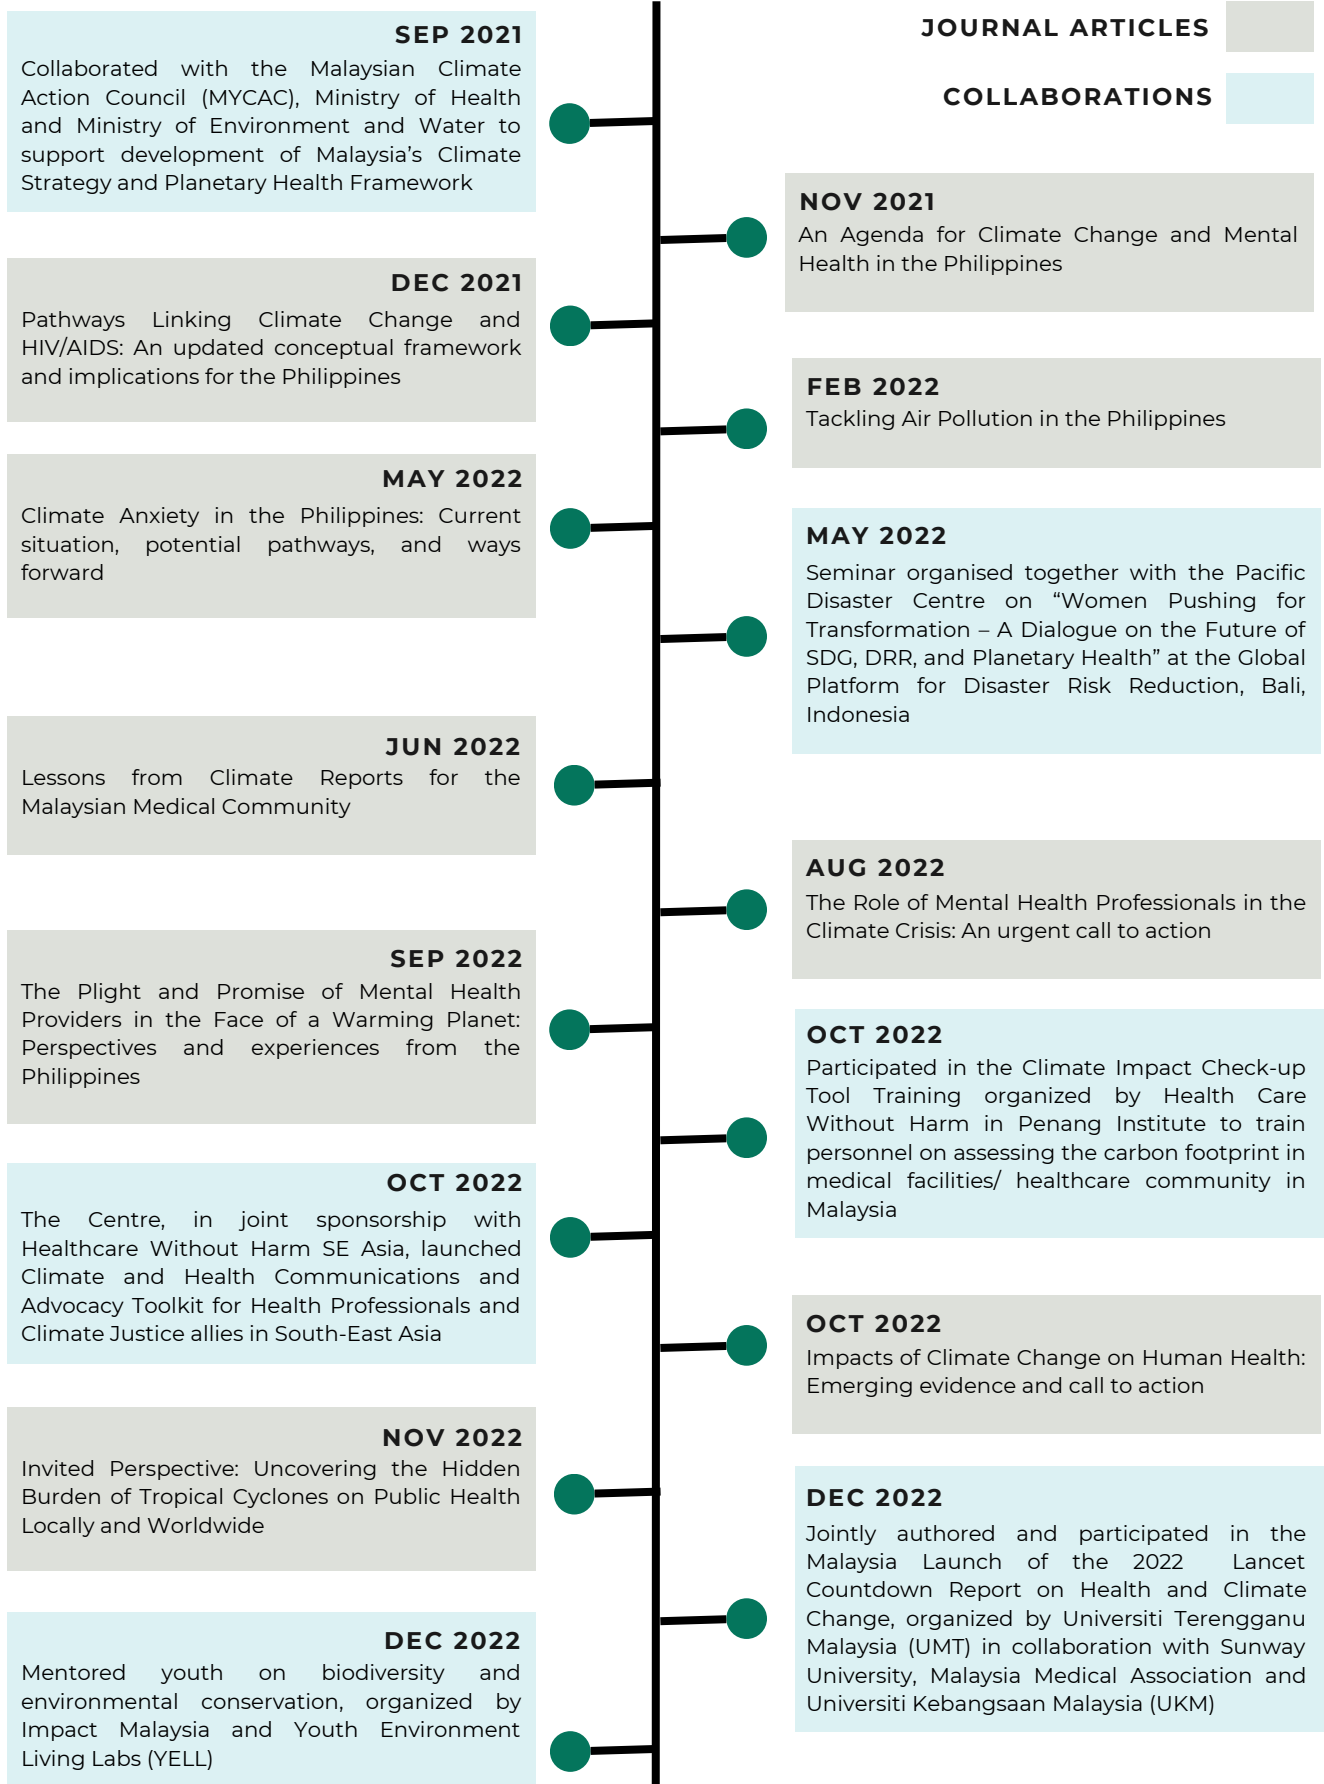 JOURNAL ARTICLES
COLLABORATIONS
SEP 2021
Collaborated with the Malaysian Climate
Action Council (MYCAC), Ministry of Health
and Ministry of Environment and Water to
support development of Malaysia’s Climate
Strategy and Planetary Health Framework
NOV 2021
An Agenda for Climate Change and Mental
Health in the Philippines
DEC 2021
Pathways Linking Climate Change and
HIV/AIDS: An updated conceptual framework
and implications for the Philippines
FEB 2022
Tackling Air Pollution in the Philippines
MAY 2022
Climate Anxiety in the Philippines: Current
situation, potential pathways, and ways
forward
MAY 2022
Seminar organised together with the Pacific
Disaster Centre on “Women Pushing for
Transformation – A Dialogue on the Future of
SDG, DRR, and Planetary Health” at the Global
Platform for Disaster Risk Reduction, Bali,
Indonesia
JUN 2022
Lessons from Climate Reports for the
Malaysian Medical Community
AUG 2022
The Role of Mental Health Professionals in the
Climate Crisis: An urgent call to action
SEP 2022
The Plight and Promise of Mental Health
Providers in the Face of a Warming Planet:
Perspectives and experiences from the
Philippines
OCT 2022
Participated in the Climate Impact Check-up
Tool Training organized by Health Care
Without Harm in Penang Institute to train
personnel on assessing the carbon footprint in
medical facilities/ healthcare community in
Malaysia
OCT 2022
The Centre, in joint sponsorship with
Healthcare Without Harm SE Asia, launched
Climate and Health Communications and
Advocacy Toolkit for Health Professionals and
Climate Justice allies in South-East Asia
OCT 2022
Impacts of Climate Change on Human Health:
Emerging evidence and call to action
NOV 2022
Invited Perspective: Uncovering the Hidden
Burden of Tropical Cyclones on Public Health
Locally and Worldwide
DEC 2022
Jointly authored and participated in the
Malaysia Launch of the 2022 Lancet
Countdown Report on Health and Climate
Change, organized by Universiti Terengganu
Malaysia (UMT) in collaboration with Sunway
University, Malaysia Medical Association and
Universiti Kebangsaan Malaysia (UKM)
DEC 2022
Mentored youth on biodiversity and
environmental conservation, organized by
Impact Malaysia and Youth Environment
Living Labs (YELL)